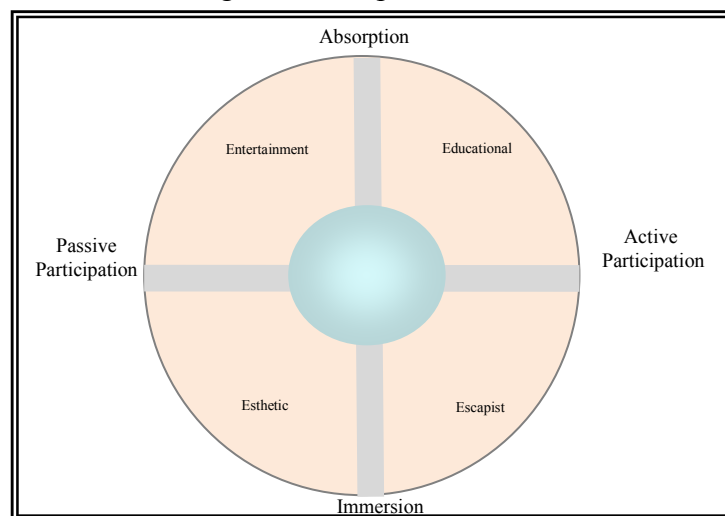 Absorption
Entertainment
Educational
Passive
Participation
Active
Participation
Esthetic
Escapist
Immersion